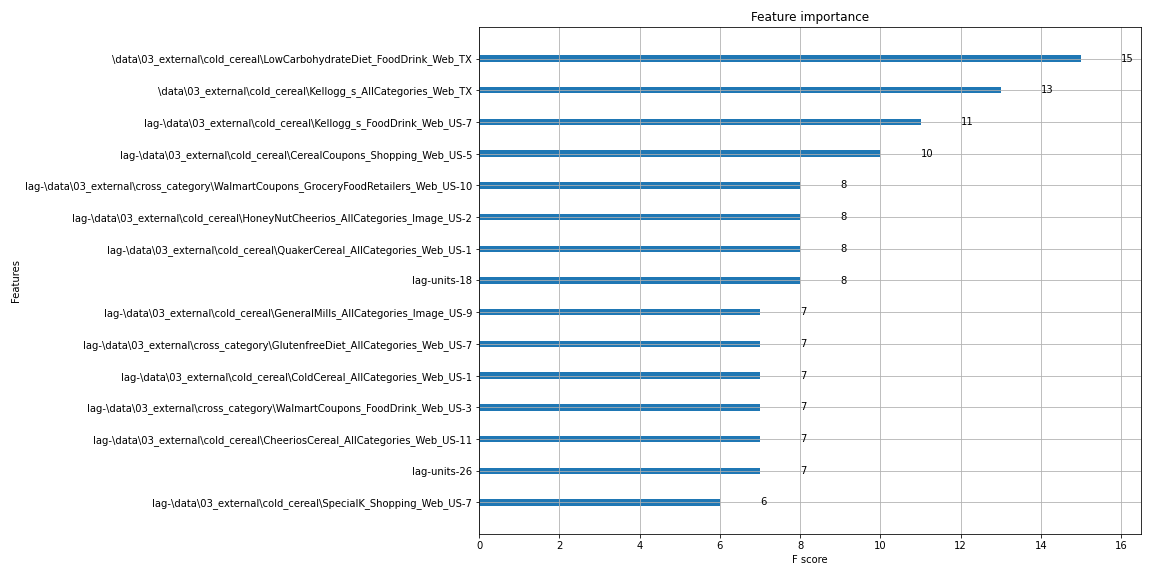 Feature importance
\data\03_external\cold_cereal\LowCarbohydrateDiet_FoodDrink_Web_TX 15
\data\03_external\cold_cereal\Kellogg_s_AllCategories_Web_TX 13
lag-\data\03_external\cold_cereal\Kellogg_s_FoodDrink_Web_US-7 11
lag-\data\03_external\cold_cereal\CerealCoupons_Shopping_Web_US-5 10
lag-\data\03_external\cross_category\WalmartCoupons_GroceryFoodRetailers_Web_US-10 8
lag-\data\03_external\cold_cereal\HoneyNutCheerios_AllCategories_Image_US-2 8
lag-\data\03_external\cold_cereal\QuakerCereal_AllCategories_Web_US-1 8
lag-units-18 8
Features
lag-\data\03_external\cold_cereal\GeneralMills_AllCategories_Image_US-9 7
lag-\data\03_external\cross_category\GlutenfreeDiet_AllCategories_Web_US-7 7
lag-\data\03_external\cold_cereal\ColdCereal_AllCategories_Web_US-1 7
lag-\data\03_external\cross_category\WalmartCoupons_FoodDrink_Web_US-3 7
lag-\data\03_external\cold_cereal\CheeriosCereal_AllCategories_Web_US-11 7
lag-units-26 7
lag-\data\03_external\cold_cereal\SpecialK_Shopping_Web_US-7 6
0 2 4 6 8 10 12 14 16
F score